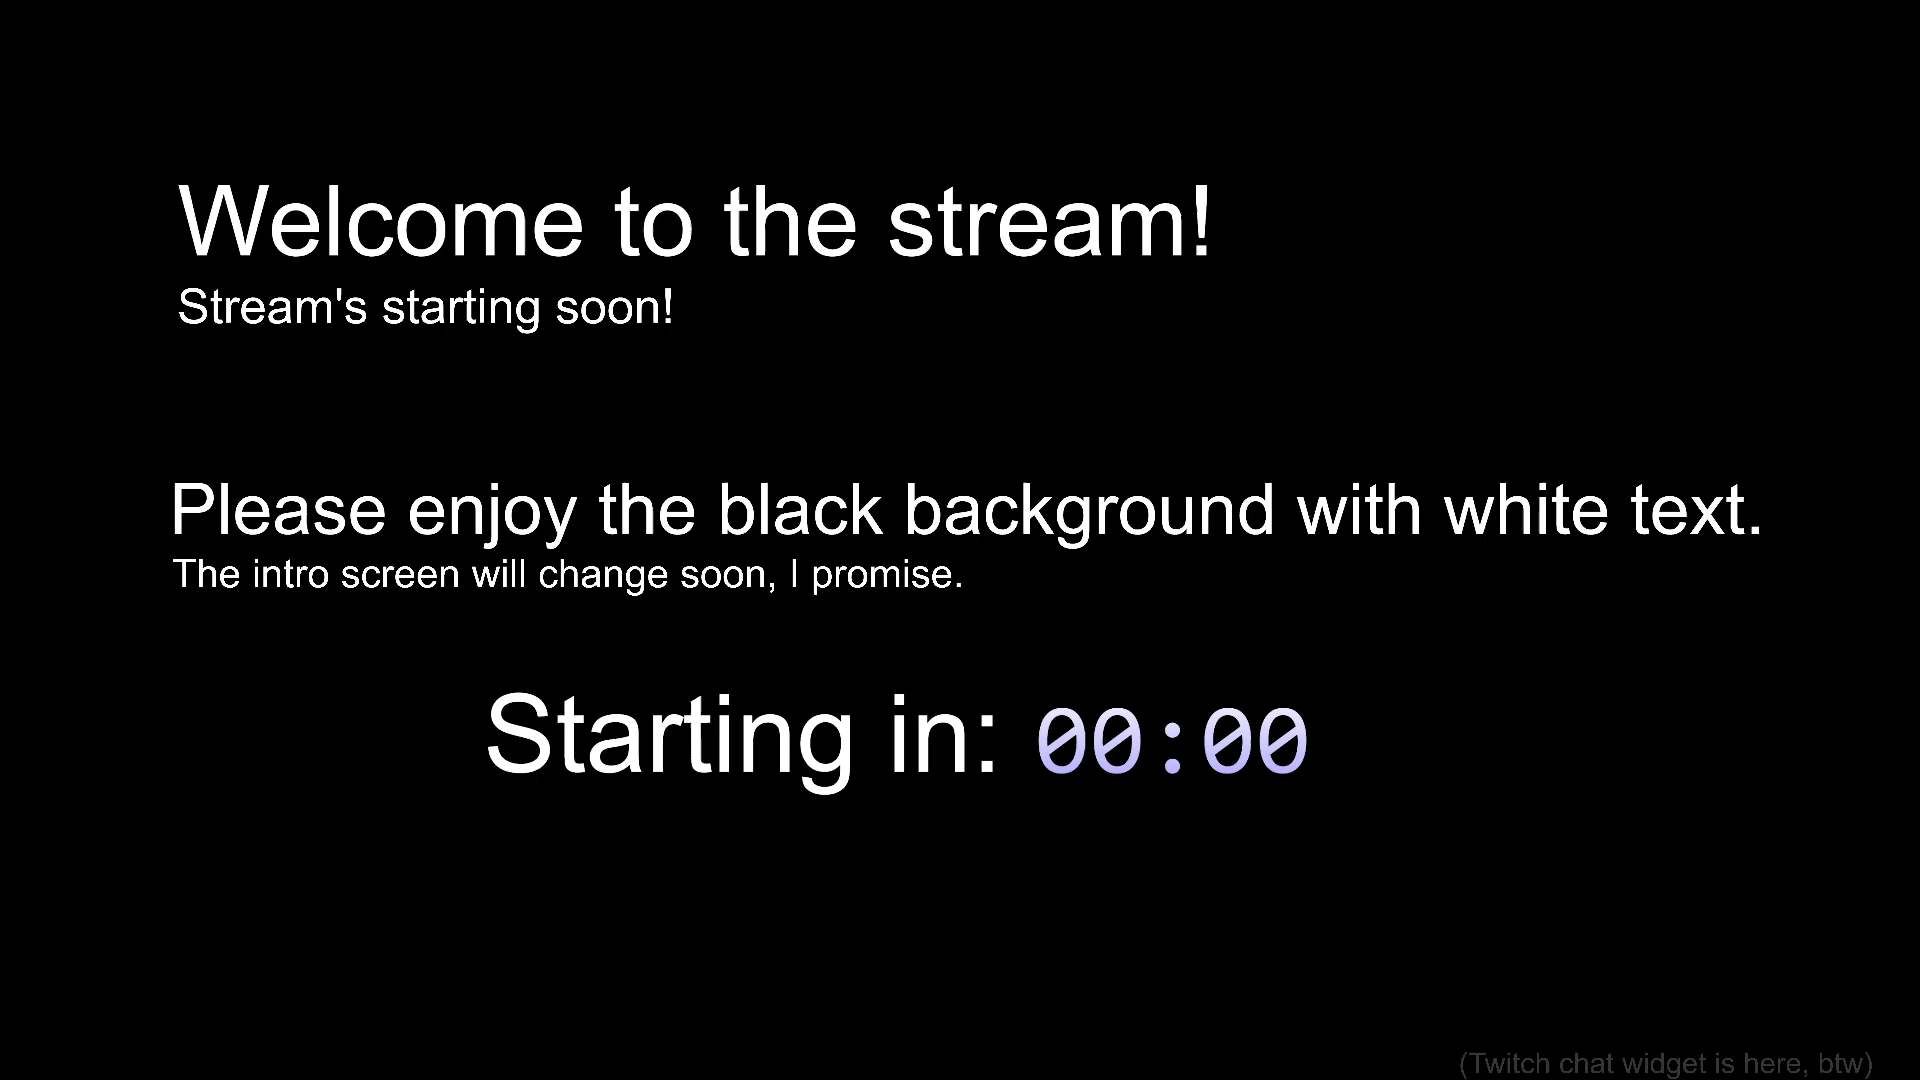 Welcome to the stream!
Stream's starting soon!
Please enjoy the black background with white text.
The intro screen will change soon, I promise.
Starting in: 00:00
(Twitch chat widget is here, btw)